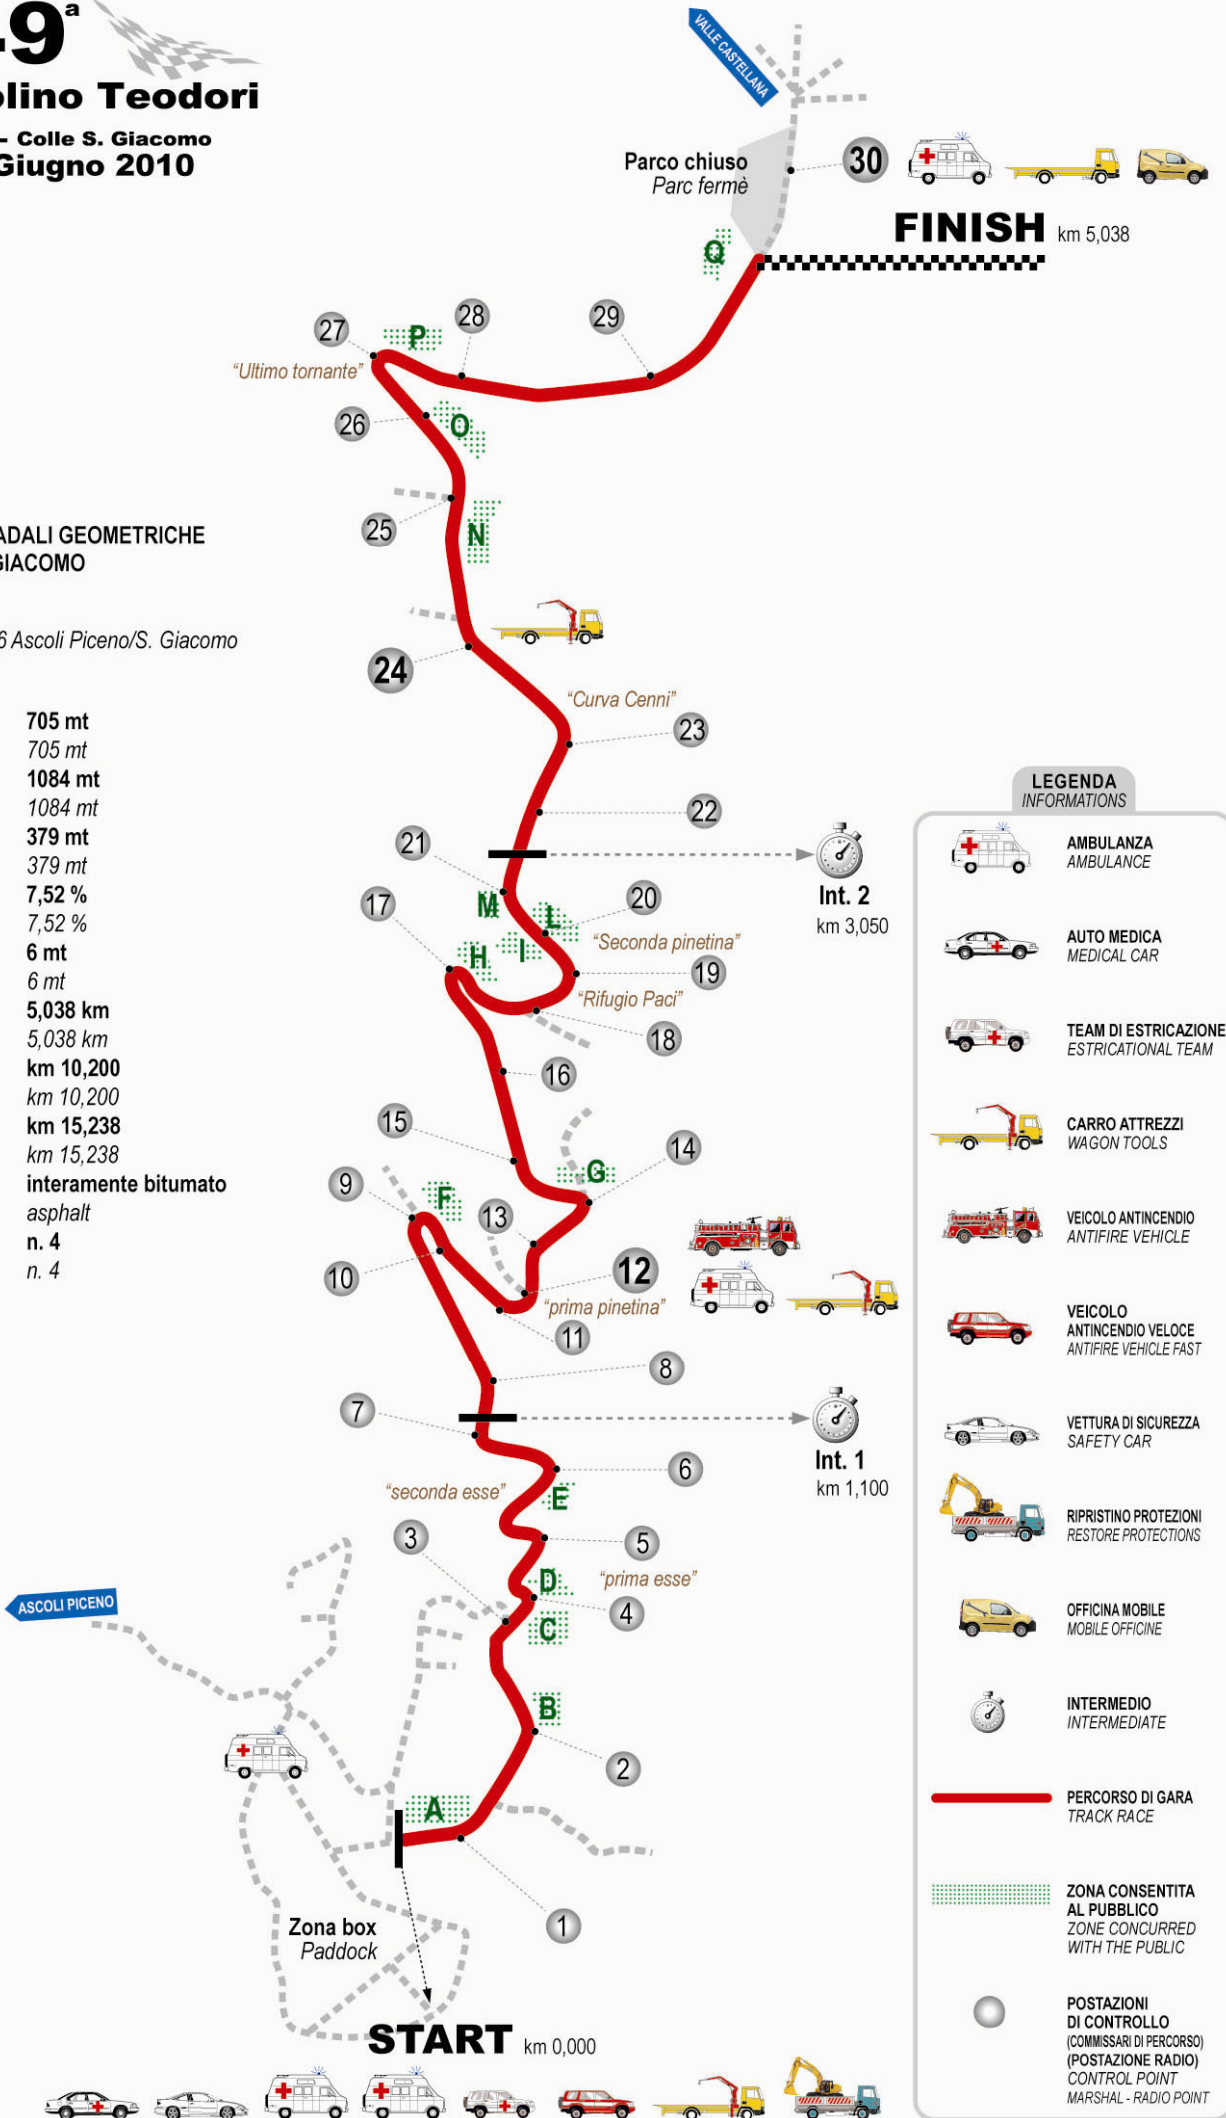 49ª
olino Teodori
– Colle S. Giacomo
Giugno 2010
VALLE CASTELLANA
Parco chiuso
Parc fermè
30
FINISH km 5,038
Q
27
P
28
29
"Ultimo tornante"
26
O
25
N
ADALI GEOMETRICHE
GIACOMO
6 Ascoli Piceno/S. Giacomo
24
"Curva Cenni"
23
705 mt
705 mt
1084 mt
1084 mt
379 mt
379 mt
7,52 %
7,52 %
6 mt
6 mt
5,038 km
5,038 km
km 10,200
km 10,200
km 15,238
km 15,238
interamente bitumato
asphalt
n. 4
n. 4
22
21
Int. 2
km 3,050
17
M
L
20
H
I
"Seconda pinetina"
19
"Rifugio Paci"
18
16
15
14
G
9
F
13
10
12
"prima pinetina"
11
8
7
Int. 1
km 1,100
6
"seconda esse"
E
3
5
D
"prima esse"
4
C
ASCOLI PICENO
B
2
A
1
Zona box
Paddock
START km 0,000
LEGENDA
INFORMATIONS
AMBULANZA
AMBULANCE
AUTO MEDICA
MEDICAL CAR
TEAM DI ESTRICAZIONE
ESTRICATIONAL TEAM
CARRO ATTREZZI
WAGON TOOLS
VEICOLO ANTINCENDIO
ANTIFIRE VEHICLE
VEICOLO
ANTINCENDIO VELOCE
ANTIFIRE VEHICLE FAST
VETTURA DI SICUREZZA
SAFETY CAR
RIPRISTINO PROTEZIONI
RESTORE PROTECTIONS
OFFICINA MOBILE
MOBILE OFFICINE
INTERMEDIO
INTERMEDIATE
PERCORSO DI GARA
TRACK RACE
ZONA CONSENTITA
AL PUBBLICO
ZONE CONCURRED
WITH THE PUBLIC
POSTAZIONI
DI CONTROLLO
(COMMISSARI DI PERCORSO)
(POSTAZIONE RADIO)
CONTROL POINT
MARSHAL - RADIO POINT